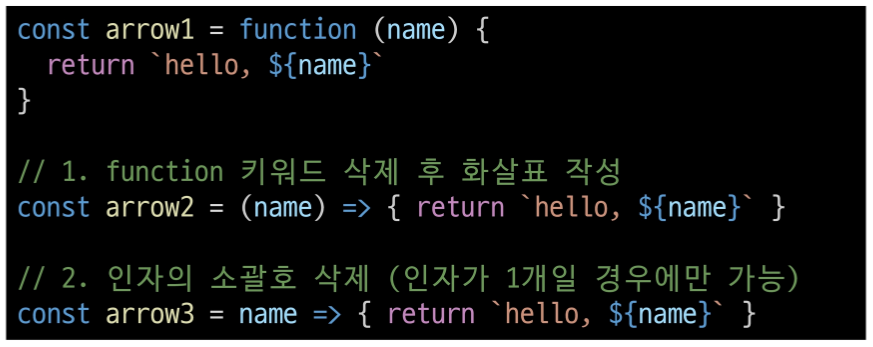 const arrow1 = function (name) {
  return `hello, ${name}`
}

// 1. function 키워드 삭제 후 화살표 작성
const arrow2 = (name) => { return `hello, ${name}` }

// 2. 인자의 소괄호 삭제 (인자가 1개일 경우에만 가능)
const arrow3 = name => { return `hello, ${name}` }